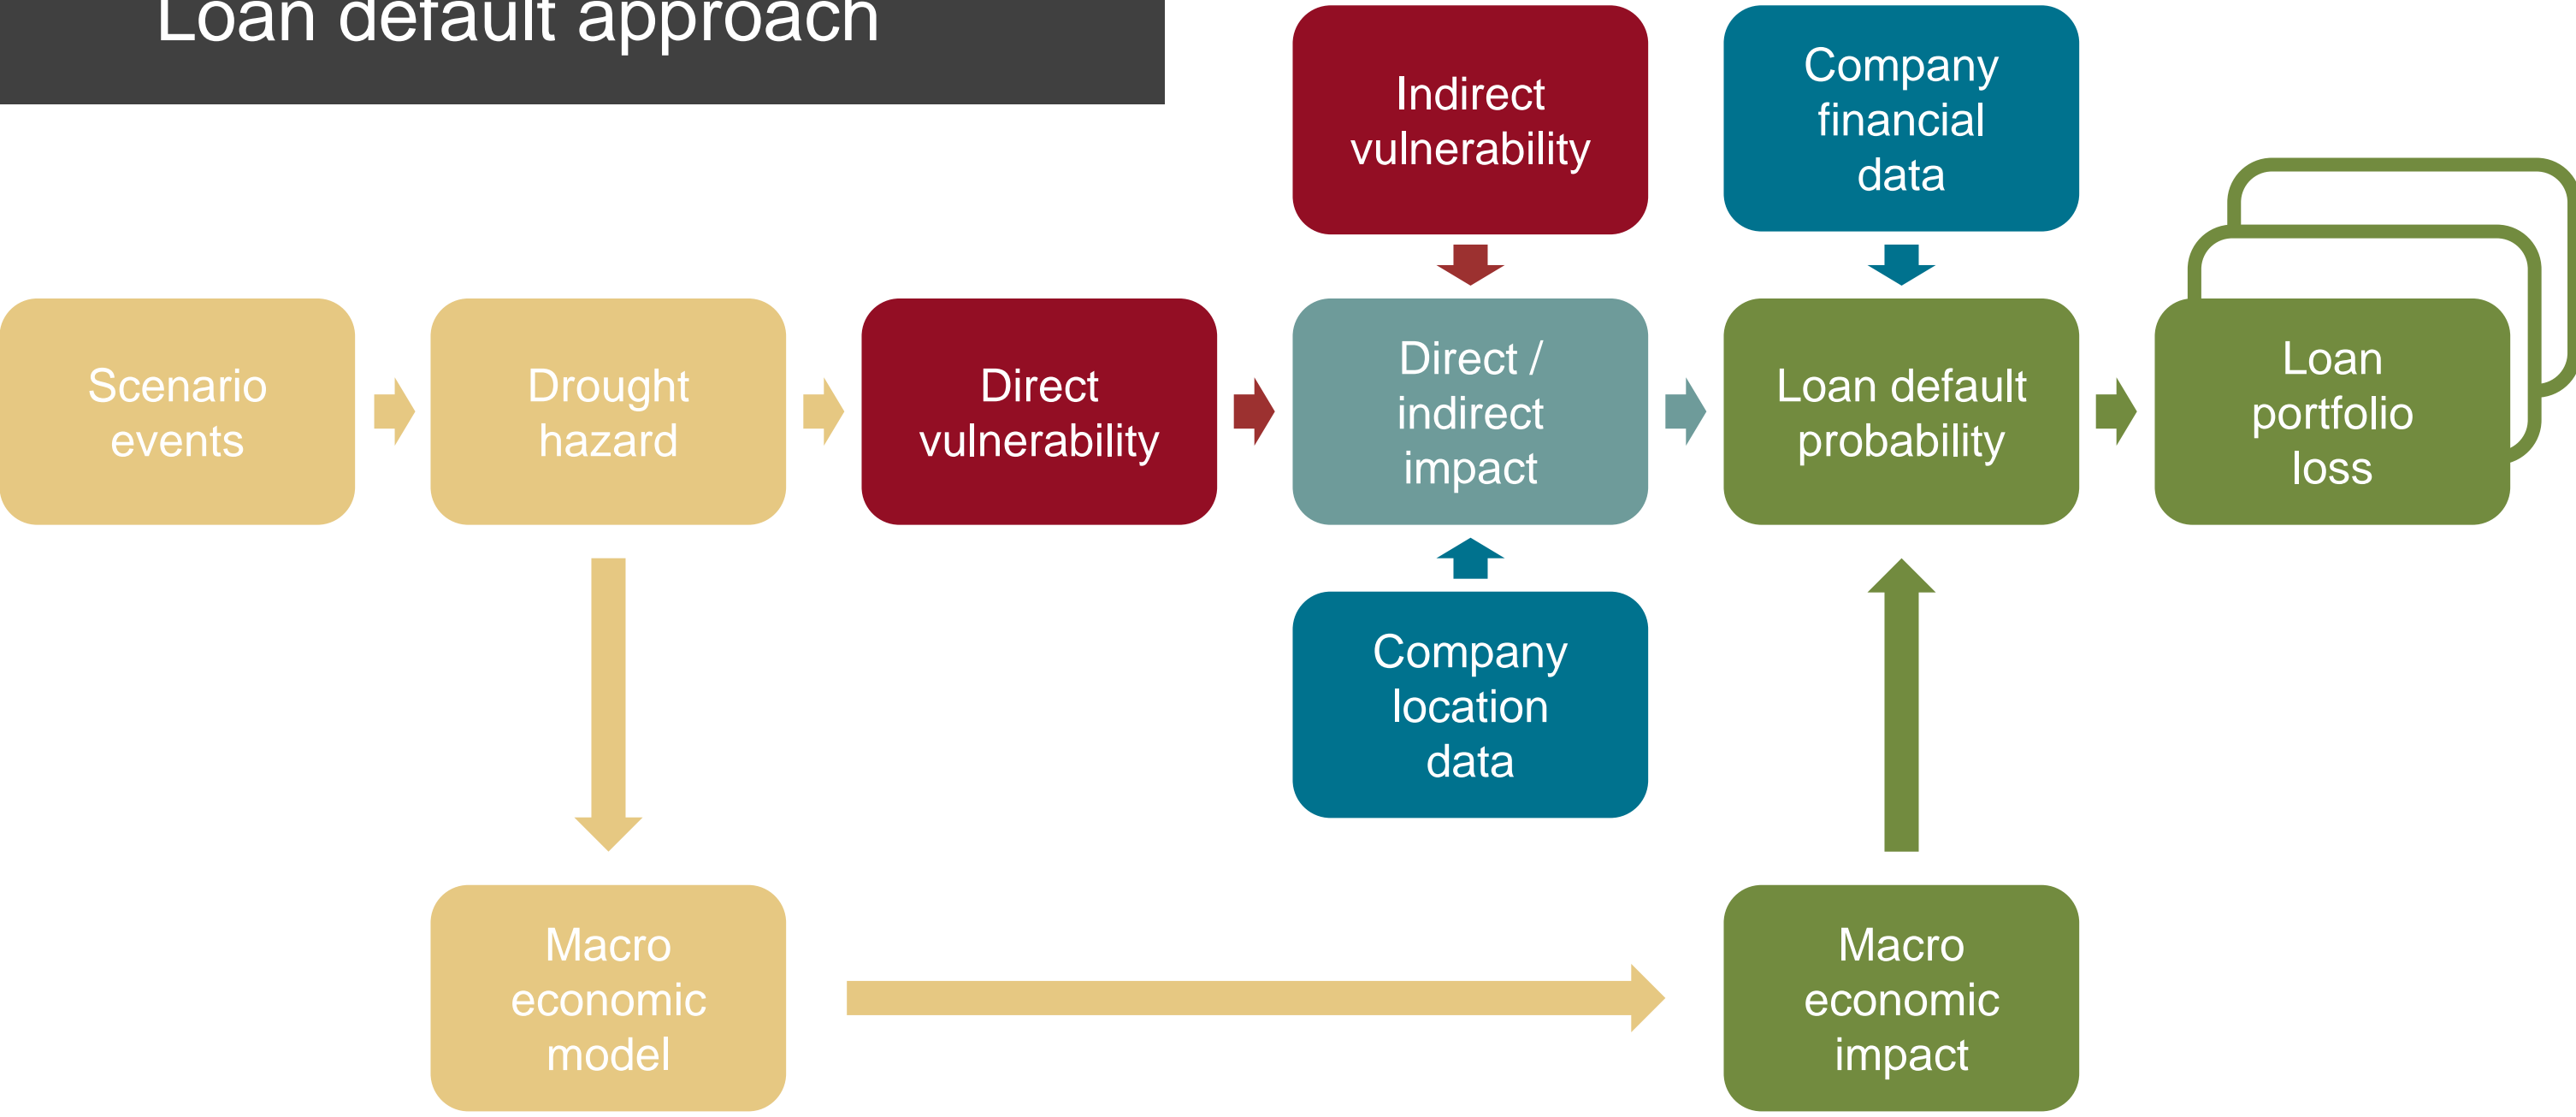 Loan default approach
Indirect
vulnerability
Company
financial
data
Scenario
events
Drought
hazard
Direct
vulnerability
Direct /
indirect
impact
Loan default
probability
Loan
portfolio
loss
Company
location
data
Macro
economic
model
Macro
economic
impact